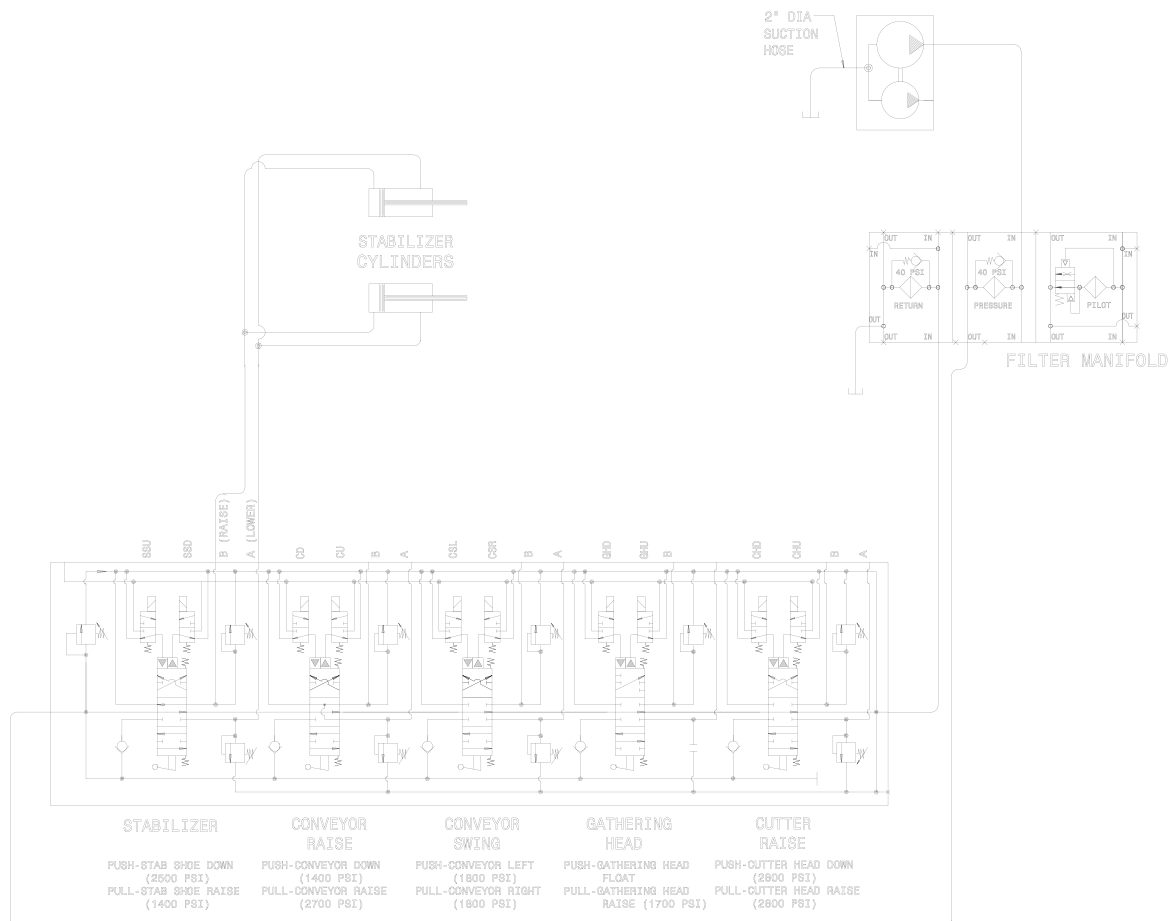 2" DIA
SUCTION
HOSE
STABILIZER
CYLINDERS
OUT IN OUT IN OUT IN
IN IN
40 PSI 40 PSI
RETURN PRESSURE PILOT
OUT OUT
OUT IN OUT IN OUT IN
FILTER MANIFOLD
SSU SSD B (RAISE) A (LOWER) CD CU B A CSL CSR B A GHD GHU B CHD CHU B A
STABILIZER
CONVEYOR
RAISE
CONVEYOR
SWING
GATHERING
HEAD
CUTTER
RAISE
PUSH-STAB SHOE DOWN
(2500 PSI)
PULL-STAB SHOE RAISE
(1400 PSI)
PUSH-CONVEYOR DOWN
(1400 PSI)
PULL-CONVEYOR RAISE
(2700 PSI)
PUSH-CONVEYOR LEFT
(1800 PSI)
PULL-CONVEYOR RIGHT
(1800 PSI)
PUSH-GATHERING HEAD
FLOAT
PULL-GATHERING HEAD
RAISE (1700 PSI)
PUSH-CUTTER HEAD DOWN
(2800 PSI)
PULL-CUTTER HEAD RAISE
(2800 PSI)